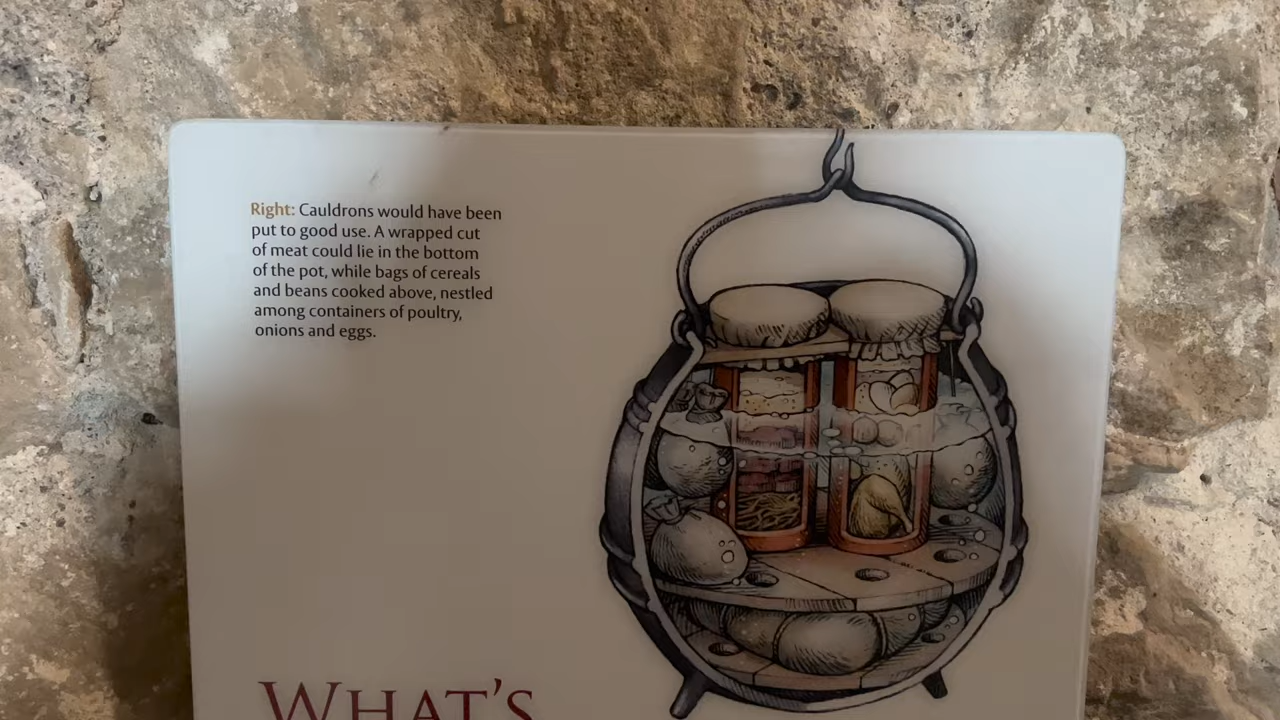 Right: Cauldrons would have been
put to good use. A wrapped cut
of meat could lie in the bottom
of the pot, while bags of cereals
and beans cooked above, nestled
among containers of poultry,
onions and eggs.
WHAT'S